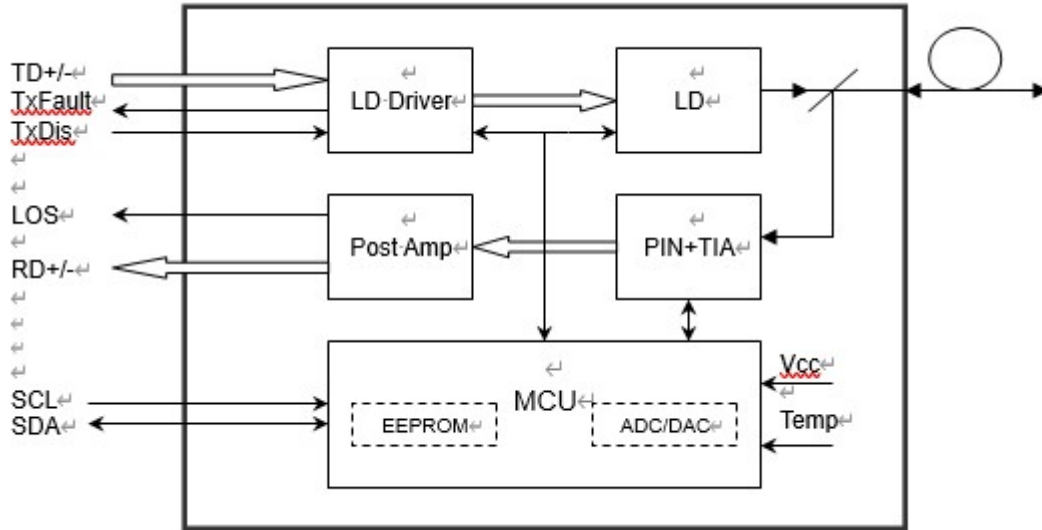 TD+/-
TxFault
TxDis
LOS
RD+/-
SCL
SDA
LD Driver
LD
Post Amp
PIN+TIA
MCU
EEPROM
ADC/DAC
Vcc
Temp